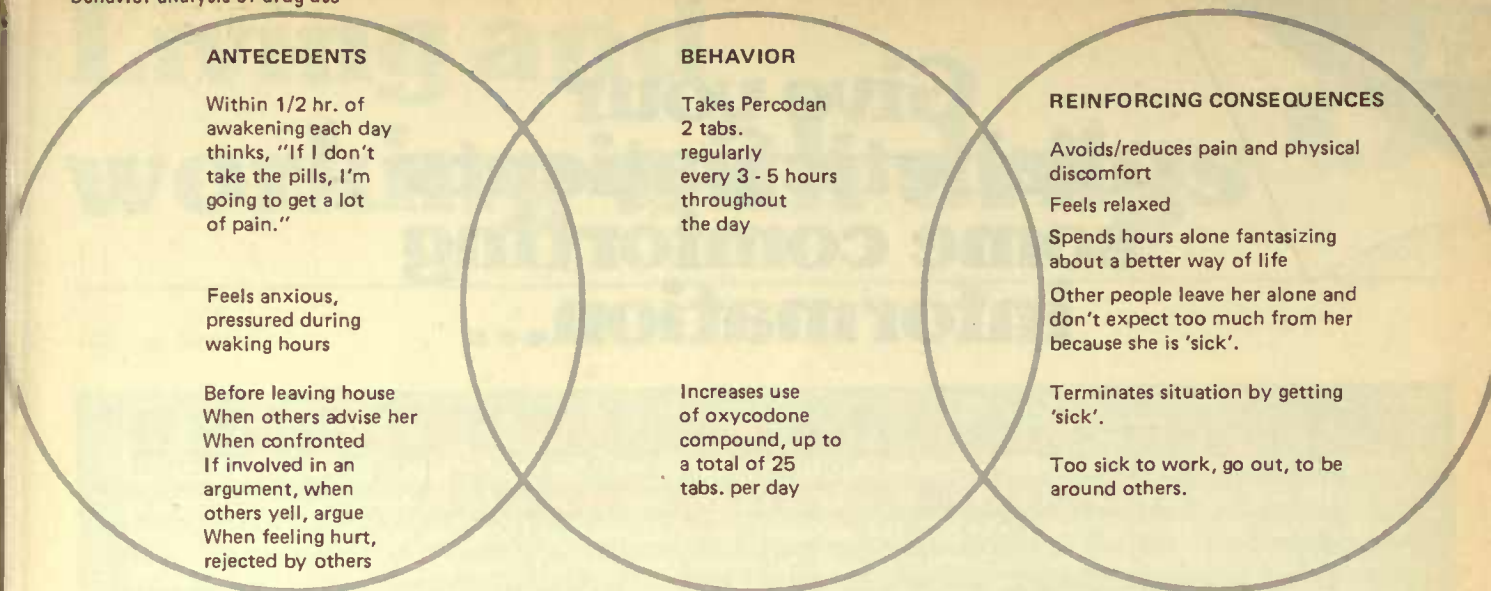 Behavior analysis of drug use
ANTECEDENTS
Within 1/2 hr. of
awakening each day
thinks, "If I don't
take the pills, I'm
going to get a lot
of pain."
Feels anxious,
pressured during
waking hours
Before leaving house
When others advise her
When confronted
If involved in an
argument, when
others yell, argue
When feeling hurt,
rejected by others
BEHAVIOR
Takes Percodan
2 tabs.
regularly
every 3 - 5 hours
throughout
the day
Increases use
of oxycodone
compound, up to
a total of 25
tabs. per day
REINFORCING CONSEQUENCES
Avoids/reduces pain and physical
discomfort
Feels relaxed
Spends hours alone fantasizing
about a better way of life
Other people leave her alone and
don't expect too much from her
because she is 'sick'.
Terminates situation by getting
'sick'.
Too sick to work, go out, to be
around others.